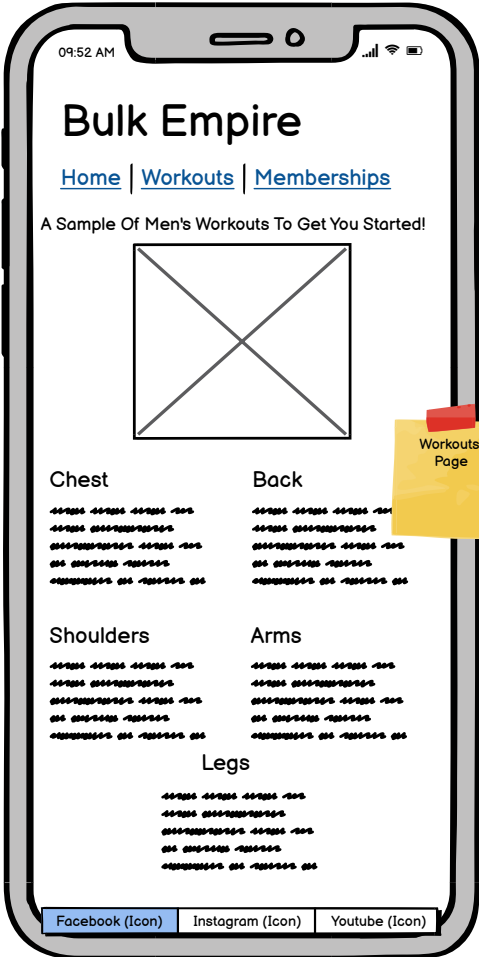 09:52 AM
Bulk Empire
Home | Workouts | Memberships
A Sample Of Men's Workouts To Get You Started!
Workouts
Page
Chest
Back
Shoulders
Arms
Legs
Facebook (Icon)
Instagram (Icon)
Youtube (Icon)